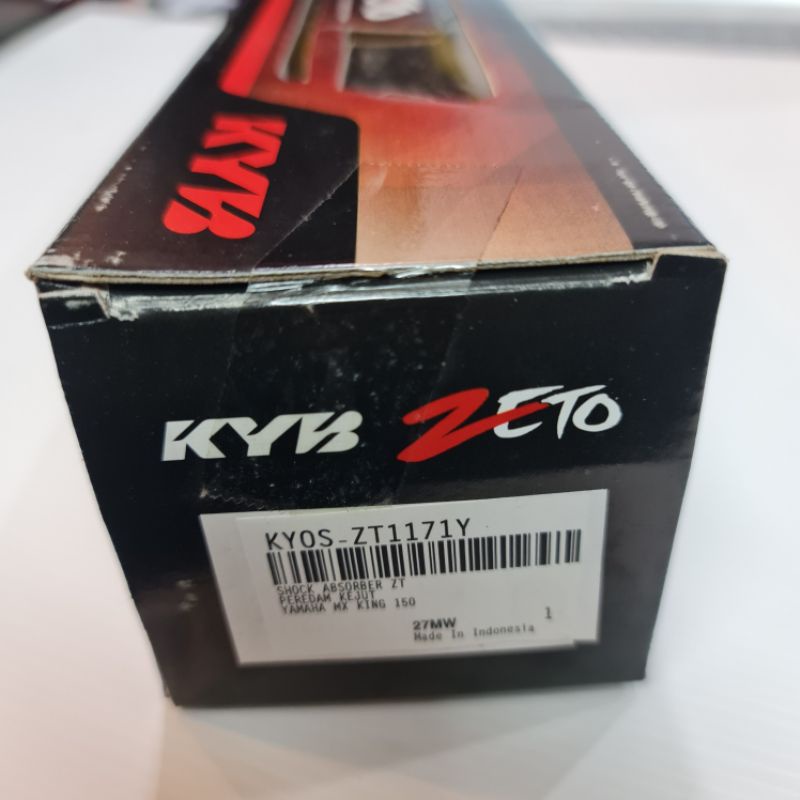 KYB
KYB ZETO
KYOS-ZT1171Y
SHOCK ABSORBER ZT
PEREDAM KEJUT
YAMAHA MX KING 150
27MW 1
Made In Indonesia